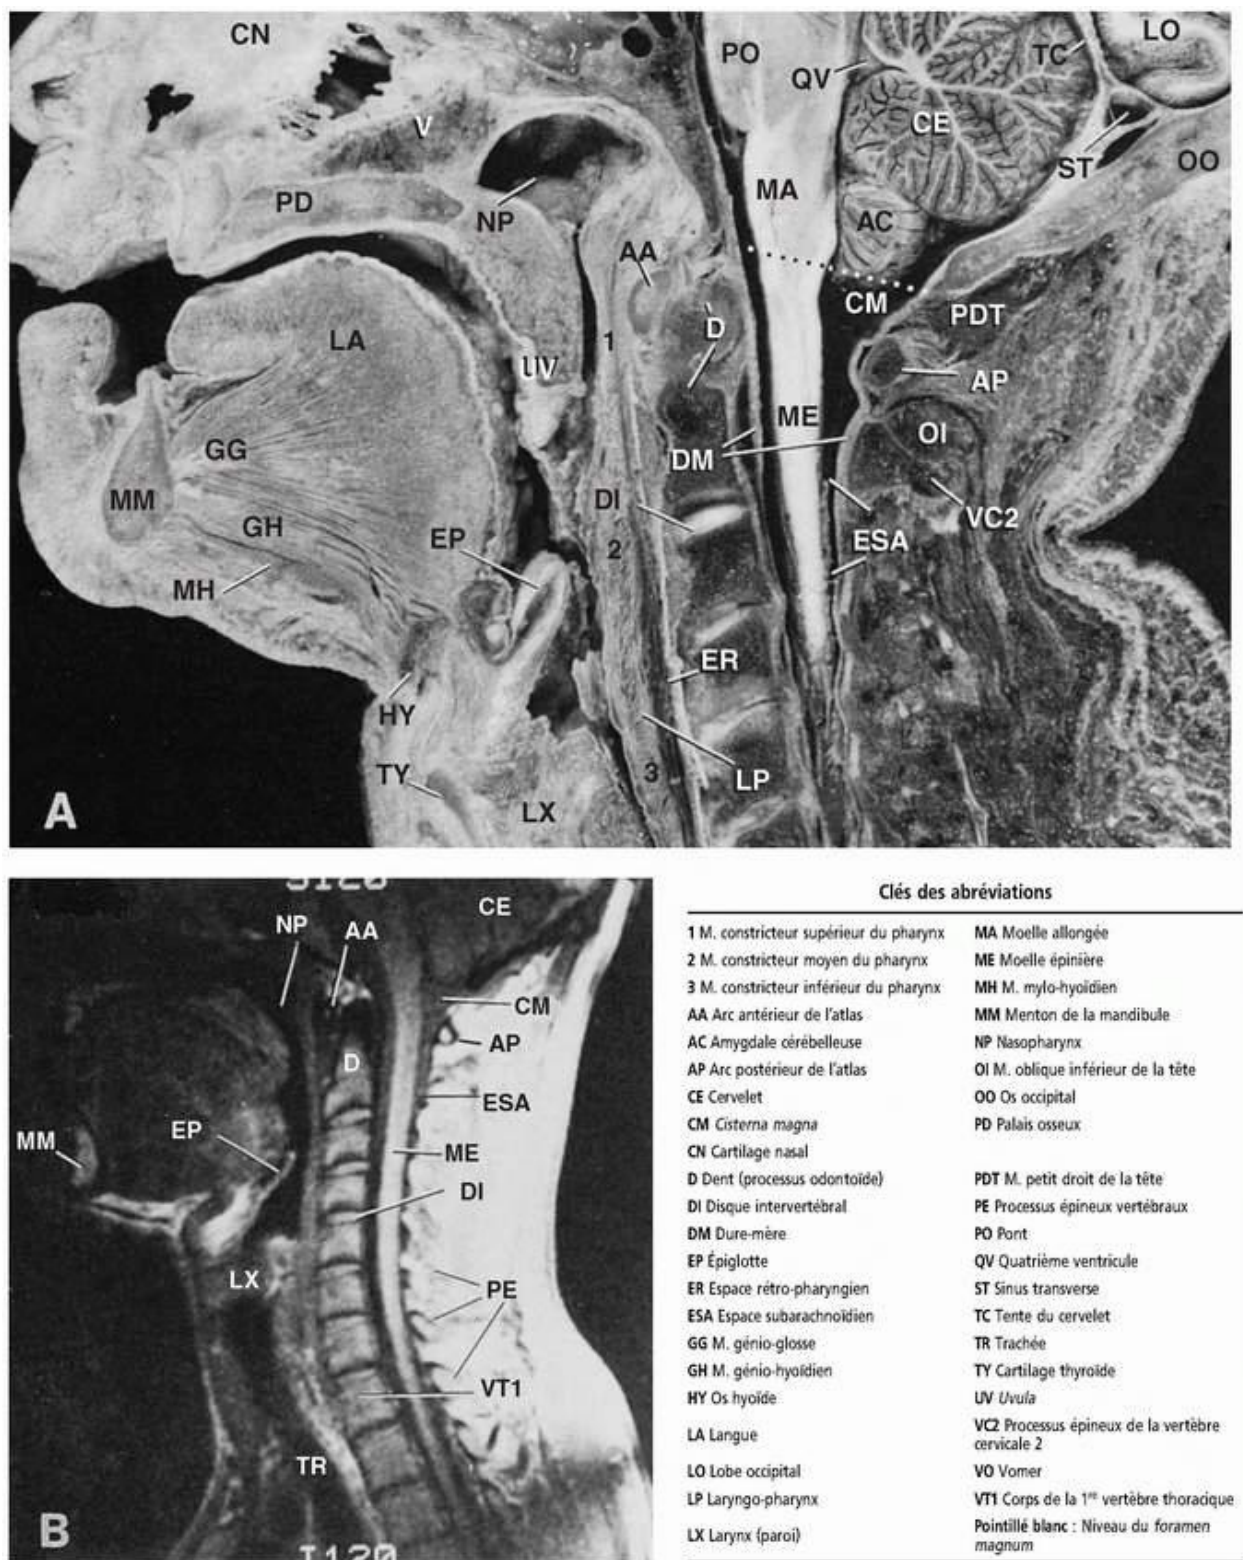 CN
PO
LO
QV
TC
V
CE
ST
OO
PD
NP
MA
AC
AA
CM
PDT
1
D
LA
UV
AP
ME
OI
GG
DM
MM
DI
VC2
GH
EP
2
ESA
MH
ER
HY
TY
3
LP
A
LX
S120
CE
NP
AA
CM
AP
D
ESA
EP
MM
ME
DI
LX
PE
VT1
TR
B
I120
Clés des abréviations
1 M. constricteur supérieur du pharynx
2 M. constricteur moyen du pharynx
3 M. constricteur inférieur du pharynx
AA Arc antérieur de l'atlas
AC Amygdale cérébelleuse
AP Arc postérieur de l'atlas
CE Cervelet
CM Cisterna magna
CN Cartilage nasal
D Dent (processus odontoïde)
DI Disque intervertébral
DM Dure-mère
EP Épiglotte
ER Espace rétro-pharyngien
ESA Espace subarachnoïdien
GG M. génio-glosse
GH M. génio-hyoïdien
HY Os hyoïde
LA Langue
LO Lobe occipital
LP Laryngo-pharynx
LX Larynx (paroi)
MA Moelle allongée
ME Moelle épinière
MH M. mylo-hyoïdien
MM Menton de la mandibule
NP Nasopharynx
OI M. oblique inférieur de la tête
OO Os occipital
PD Palais osseux
PDT M. petit droit de la tête
PE Processus épineux vertébraux
PO Pont
QV Quatrième ventricule
ST Sinus transverse
TC Tente du cervelet
TR Trachée
TY Cartilage thyroïde
UV Uvula
VC2 Processus épineux de la vertèbre
cervicale 2
VO Vomer
VT1 Corps de la 1re vertèbre thoracique
Pointillé blanc : Niveau du foramen
magnum